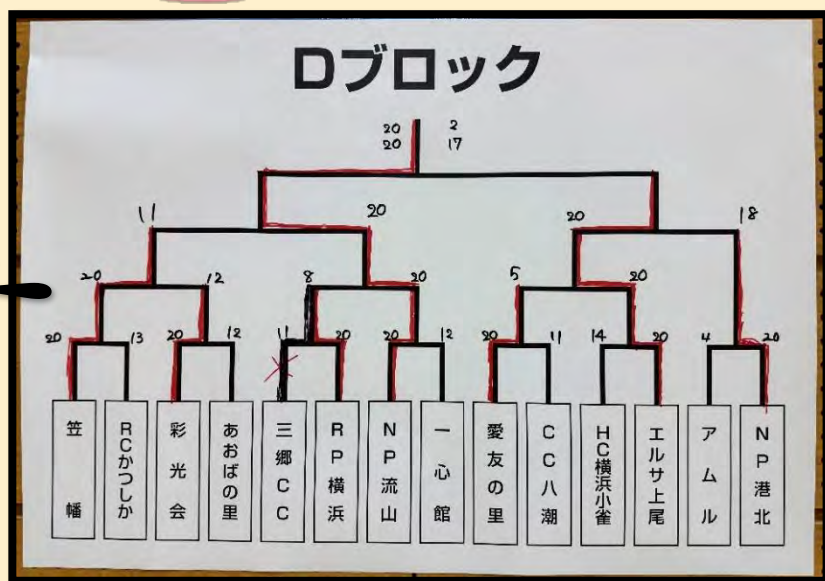 Dブロック
20 2
20 17
11 20 20 18
20 12 8 20 5 20
20 13 20 12 11 20 20 12 20 11 14 20 4 20
笠幡
RCかつしか
彩光会
あおばの里
三郷CC
RP横浜
NP流山
一心館
愛友の里
CC八潮
HC横浜小雀
エルサ上尾
アムル
NP港北